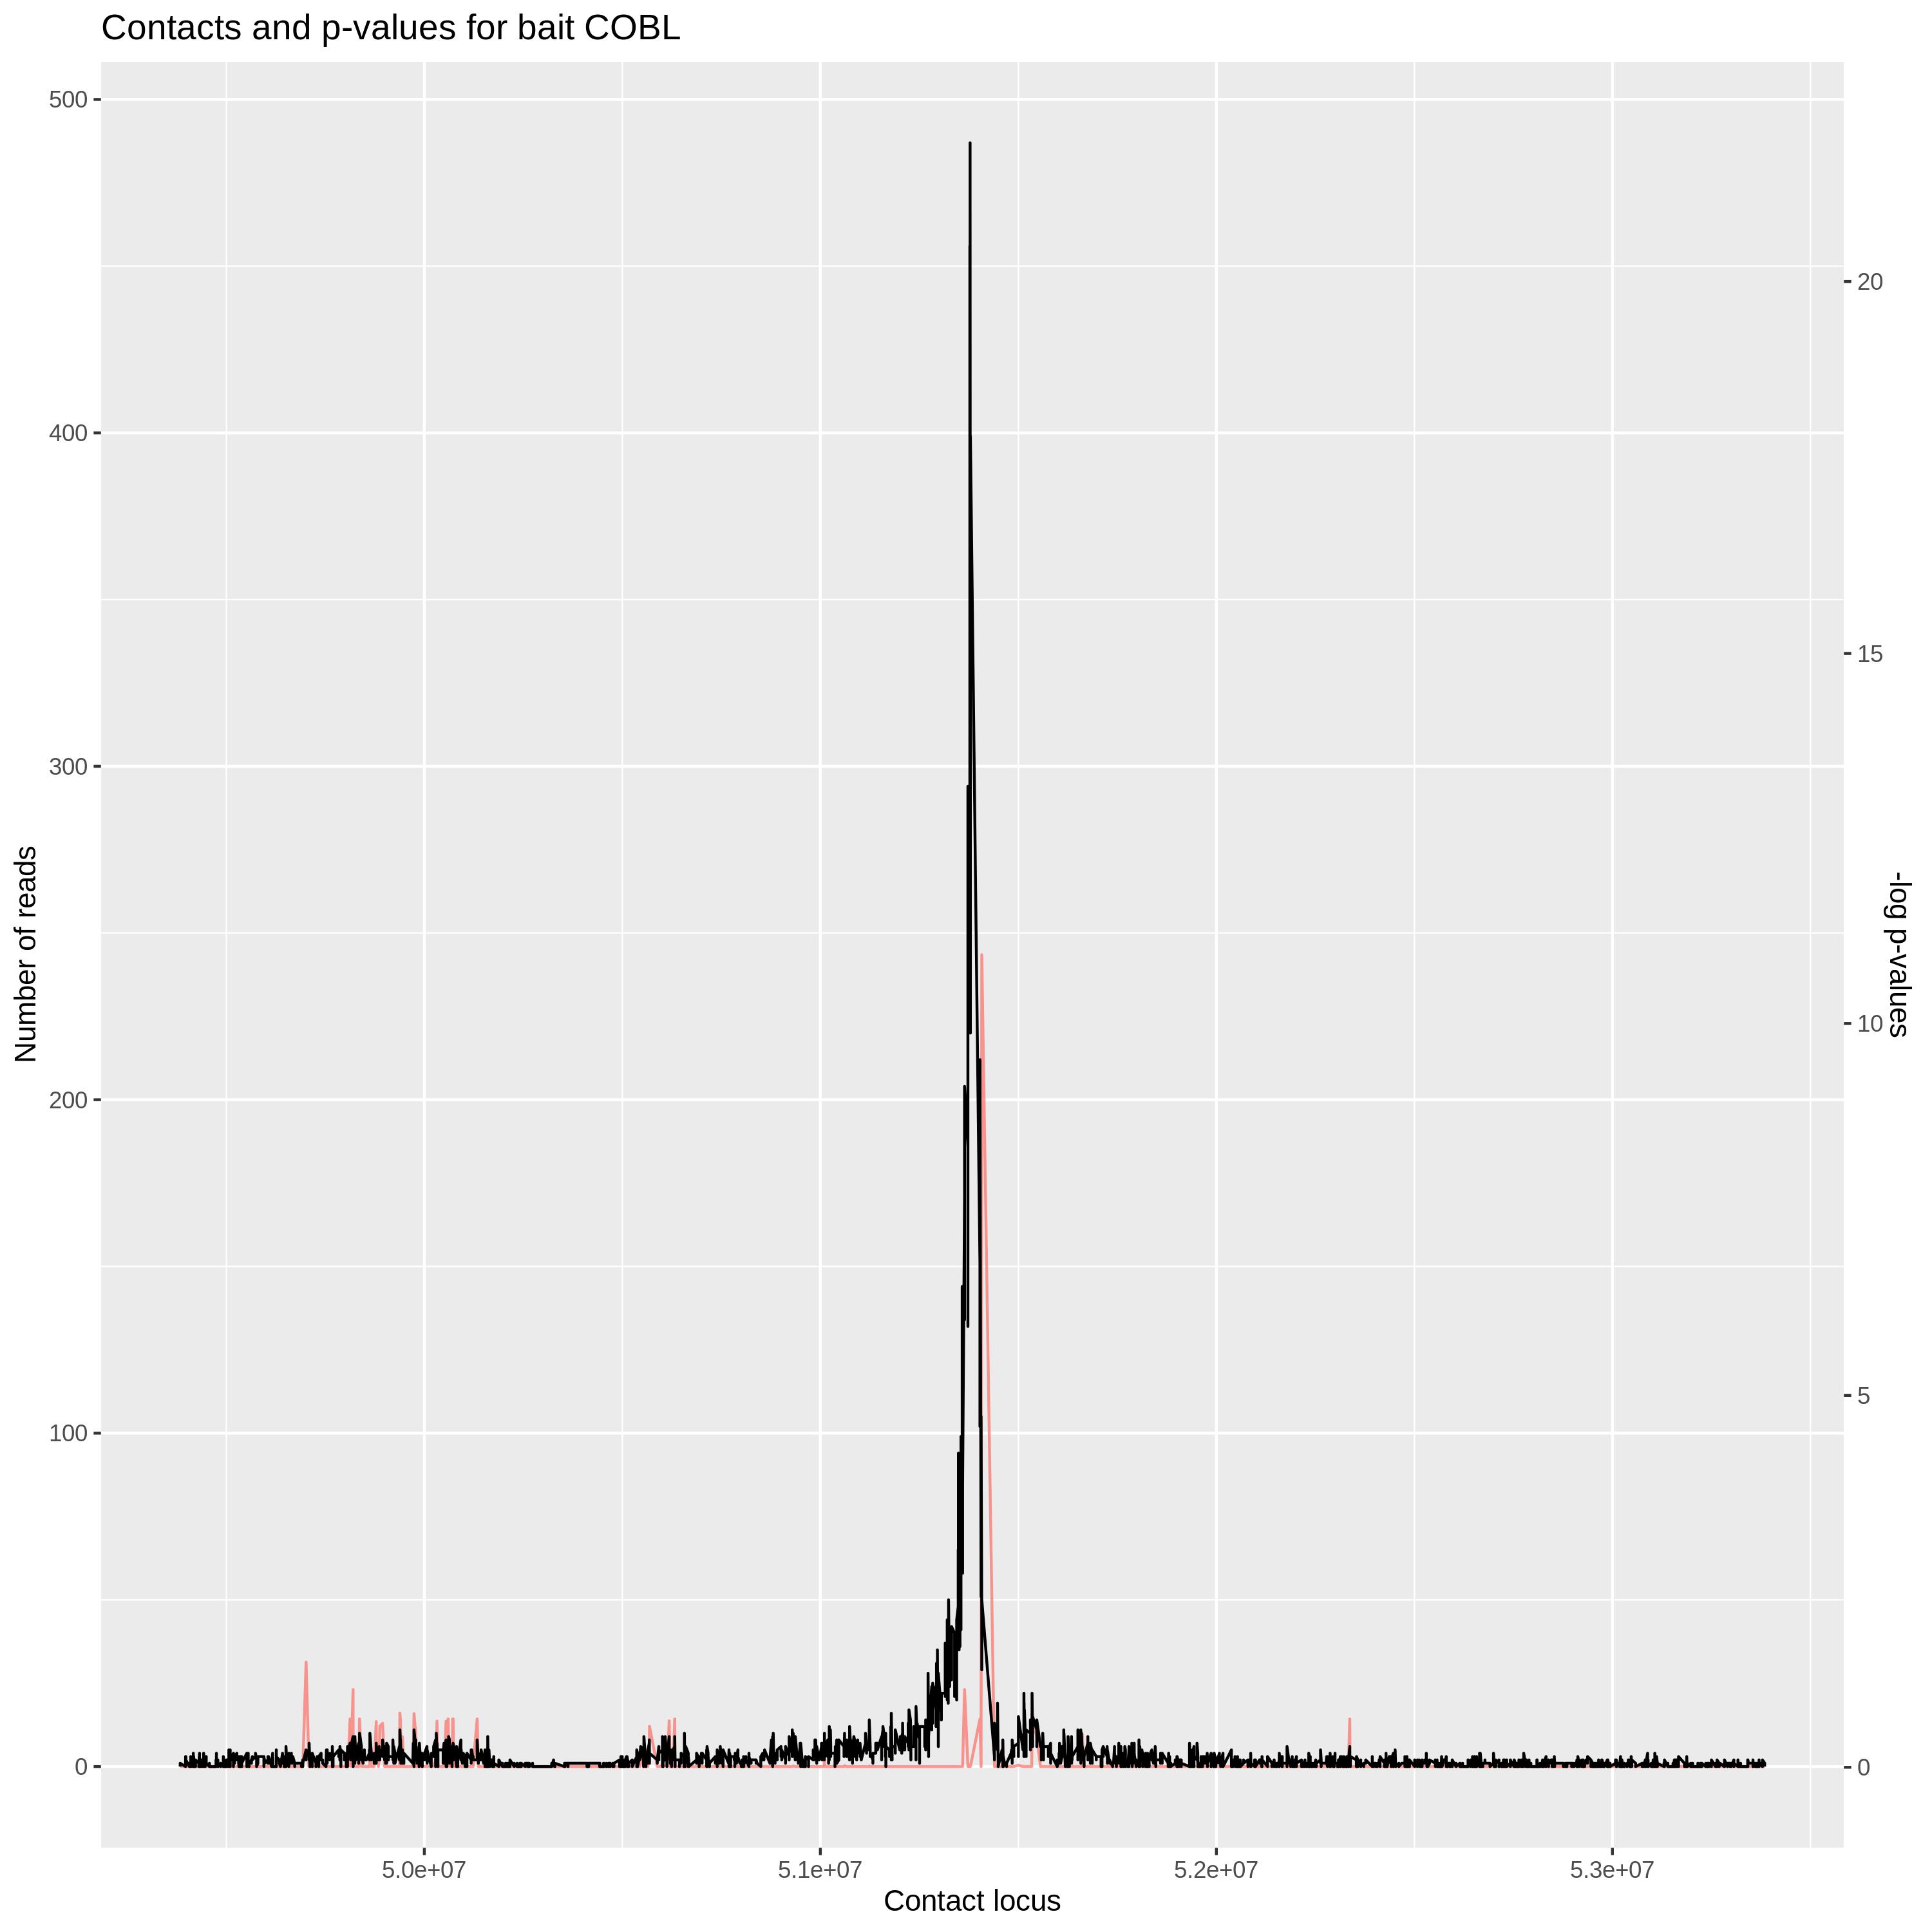 Contacts and p-values for bait COBL
500
400
300
200
100
0
Number of reads
20
15
10
5
0
-log p-values
5.0e+07
5.1e+07
5.2e+07
5.3e+07
Contact locus